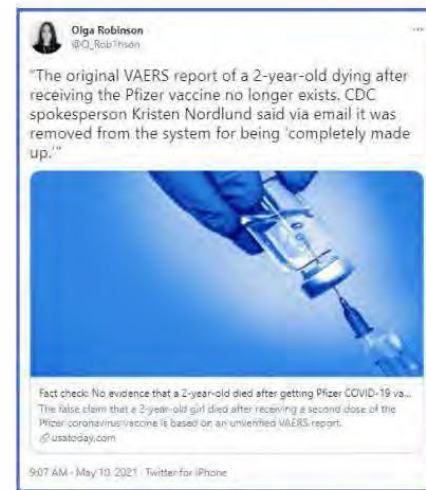 Olga Robinson
@O_Rob1nson
"The original VAERS report of a 2-year-old dying after
receiving the Pfizer vaccine no longer exists. CDC
spokesperson Kristen Nordlund said via email it was
removed from the system for being 'completely made
up.'"
Fact check: No evidence that a 2-year-old died after getting Pfizer COVID-19 va...
The false claim that a 2-year-old girl died after receiving a second dose of the
Pfizer coronavirus vaccine is based on an unverified VAERS report.
usatoday.com
9:07 AM · May 10, 2021 · Twitter for iPhone